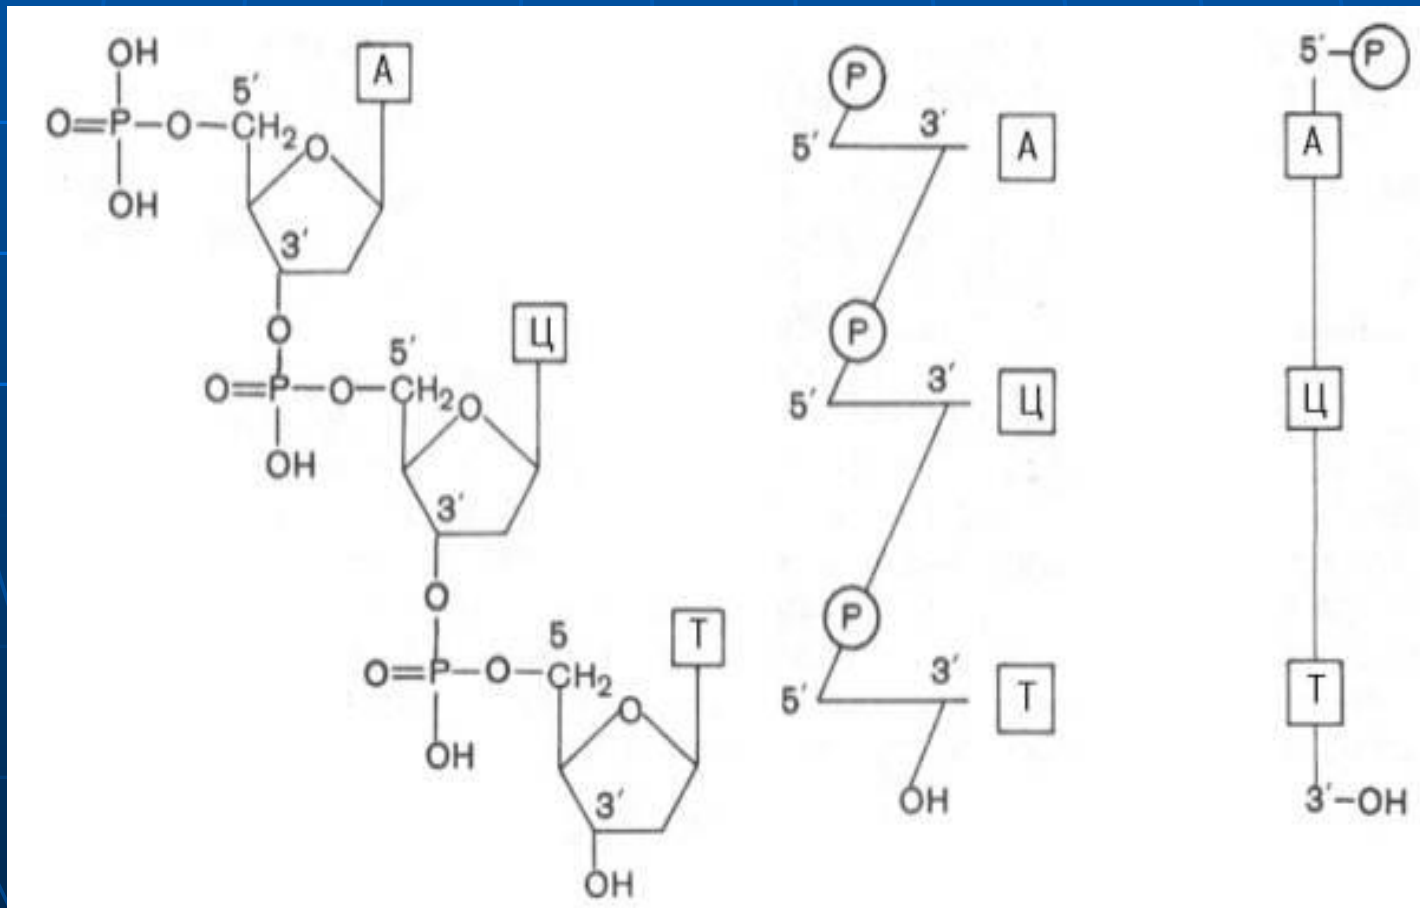 OH
5′
А
O=P–O–CH₂
O
OH
3′
O
5′
Ц
O=P–O–CH₂
O
OH
3′
O
5
Т
O=P–O–CH₂
O
OH
3′
OH
P
3′
5′
А
P
3′
5′
Ц
P
3′
5′
Т
OH
5′–P
А
Ц
Т
3′–OH